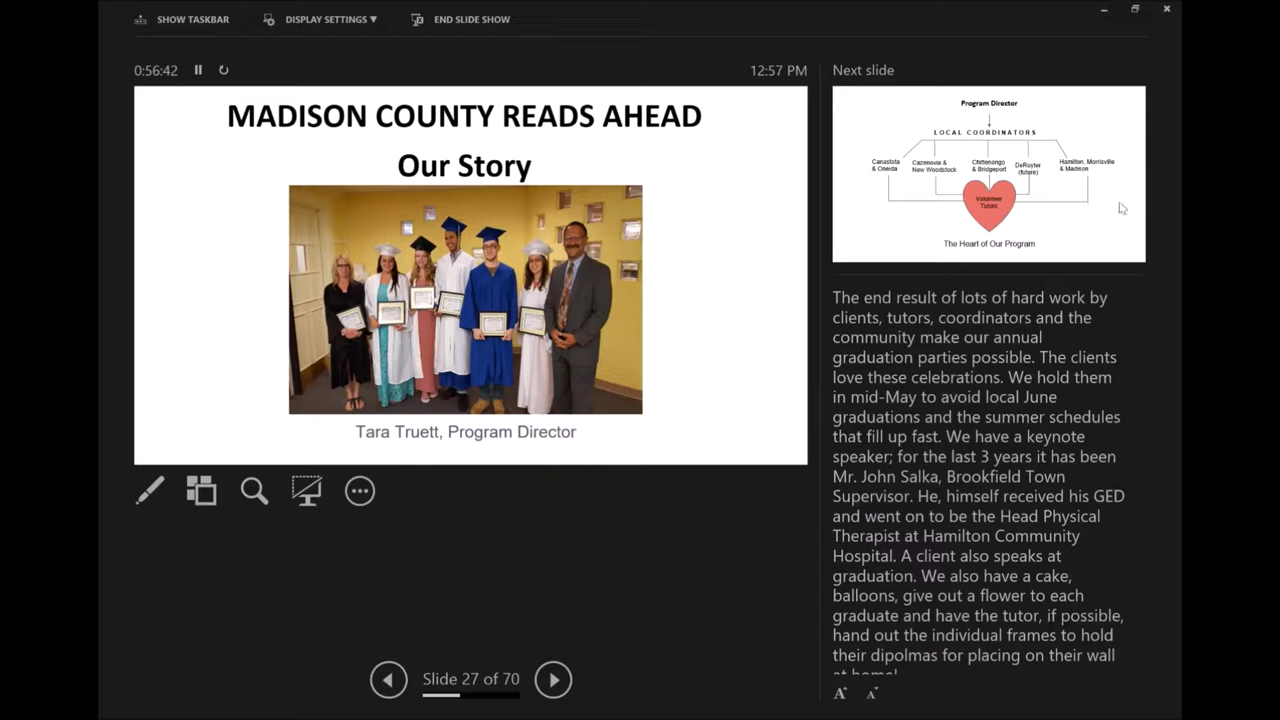 SHOW TASKBAR
DISPLAY SETTINGS ▼
END SLIDE SHOW
0:56:42
12:57 PM
MADISON COUNTY READS AHEAD
Our Story
Tara Truett, Program Director
Slide 27 of 70
Next slide
Program Director
LOCAL COORDINATORS
Canastota
& Oneida
Cazenovia &
New Woodstock
Chittenango
& Bridgeport
DeRuyter
(future)
Hamilton, Morrisville
& Madison
Volunteer
Tutors
The Heart of Our Program
The end result of lots of hard work by
clients, tutors, coordinators and the
community make our annual
graduation parties possible. The clients
love these celebrations. We hold them
in mid-May to avoid local June
graduations and the summer schedules
that fill up fast. We have a keynote
speaker; for the last 3 years it has been
Mr. John Salka, Brookfield Town
Supervisor. He, himself received his GED
and went on to be the Head Physical
Therapist at Hamilton Community
Hospital. A client also speaks at
graduation. We also have a cake,
balloons, give out a flower to each
graduate and have the tutor, if possible,
hand out the individual frames to hold
their dipolmas for placing on their wall
at home!
A A